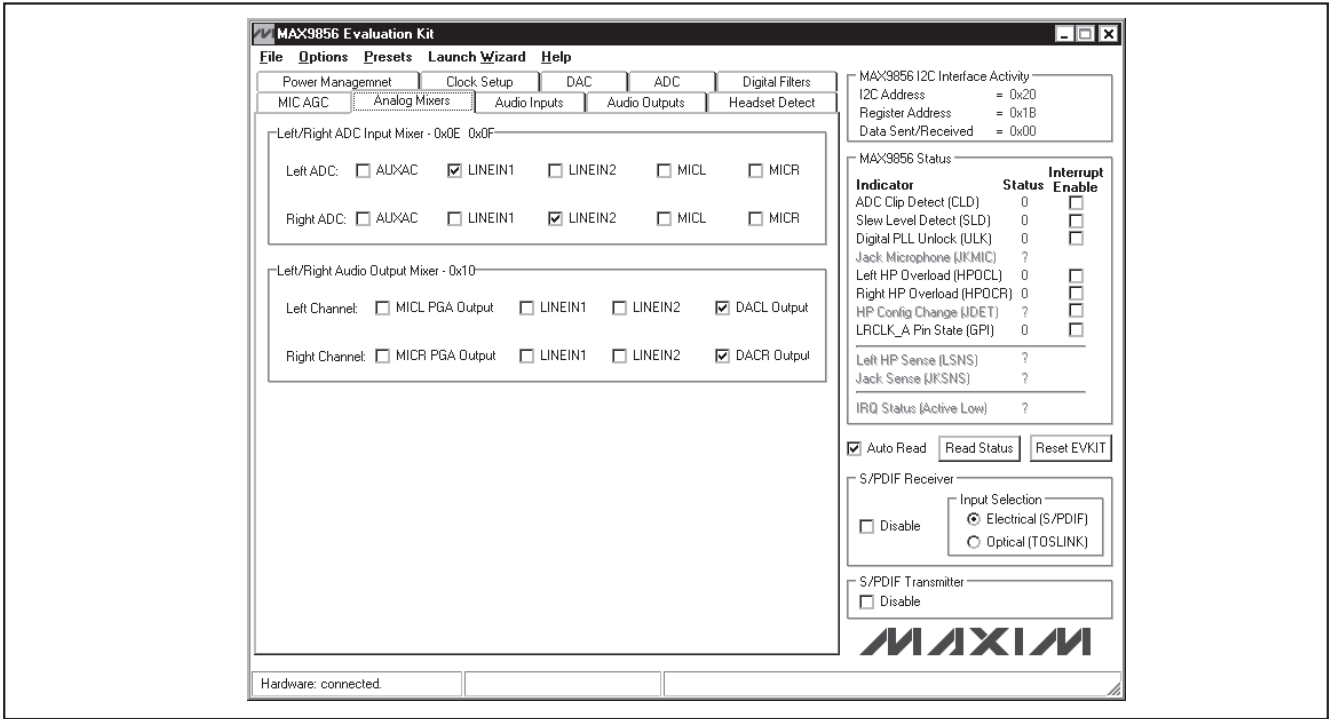 MAX9856 Evaluation Kit
File Options Presets Launch Wizard Help
Power Managemnet Clock Setup DAC ADC Digital Filters
MIC AGC Analog Mixers Audio Inputs Audio Outputs Headset Detect
Left/Right ADC Input Mixer - 0x0E 0x0F
Left ADC: AUXAC LINEIN1 LINEIN2 MICL MICR
Right ADC: AUXAC LINEIN1 LINEIN2 MICL MICR
Left/Right Audio Output Mixer - 0x10
Left Channel: MICL PGA Output LINEIN1 LINEIN2 DACL Output
Right Channel: MICR PGA Output LINEIN1 LINEIN2 DACR Output
MAX9856 I2C Interface Activity
I2C Address = 0x20
Register Address = 0x1B
Data Sent/Received = 0x00
MAX9856 Status
Indicator Status Interrupt Enable
ADC Clip Detect (CLD) 0
Slew Level Detect (SLD) 0
Digital PLL Unlock (ULK) 0
Jack Microphone (JKMIC) ?
Left HP Overload (HPOCL) 0
Right HP Overload (HPOCR) 0
HP Config Change (JDET) ?
LRCLK_A Pin State (GPI) 0
Left HP Sense (LSNS) ?
Jack Sense (JKSNS) ?
IRQ Status (Active Low) ?
Auto Read Read Status Reset EVKIT
S/PDIF Receiver
Input Selection
Disable
Electrical (S/PDIF)
Optical (TOSLINK)
S/PDIF Transmitter
Disable
MAXIM
Hardware: connected.